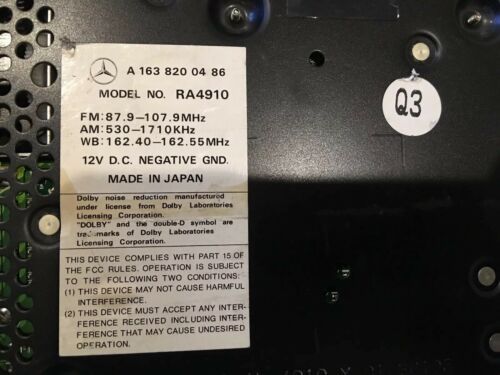 A 163 820 04 86
MODEL NO. RA4910
FM:87.9-107.9MHz
AM:530-1710KHz
WB:162.40-162.55MHz
12V D.C. NEGATIVE GND.
MADE IN JAPAN
Dolby noise reduction manufactured
under license from Dolby Laboratories
Licensing Corporation.
"DOLBY" and the double-D symbol are
trademarks of Dolby Laboratories
Licensing Corporation.
THIS DEVICE COMPLIES WITH PART 15 OF
THE FCC RULES. OPERATION IS SUBJECT
TO THE FOLLOWING TWO CONDITIONS:
(1) THIS DEVICE MAY NOT CAUSE HARMFUL
INTERFERENCE.
(2) THIS DEVICE MUST ACCEPT ANY INTER-
FERENCE RECEIVED INCLUDING INTER-
FERENCE THAT MAY CAUSE UNDESIRED
OPERATION.
Q3